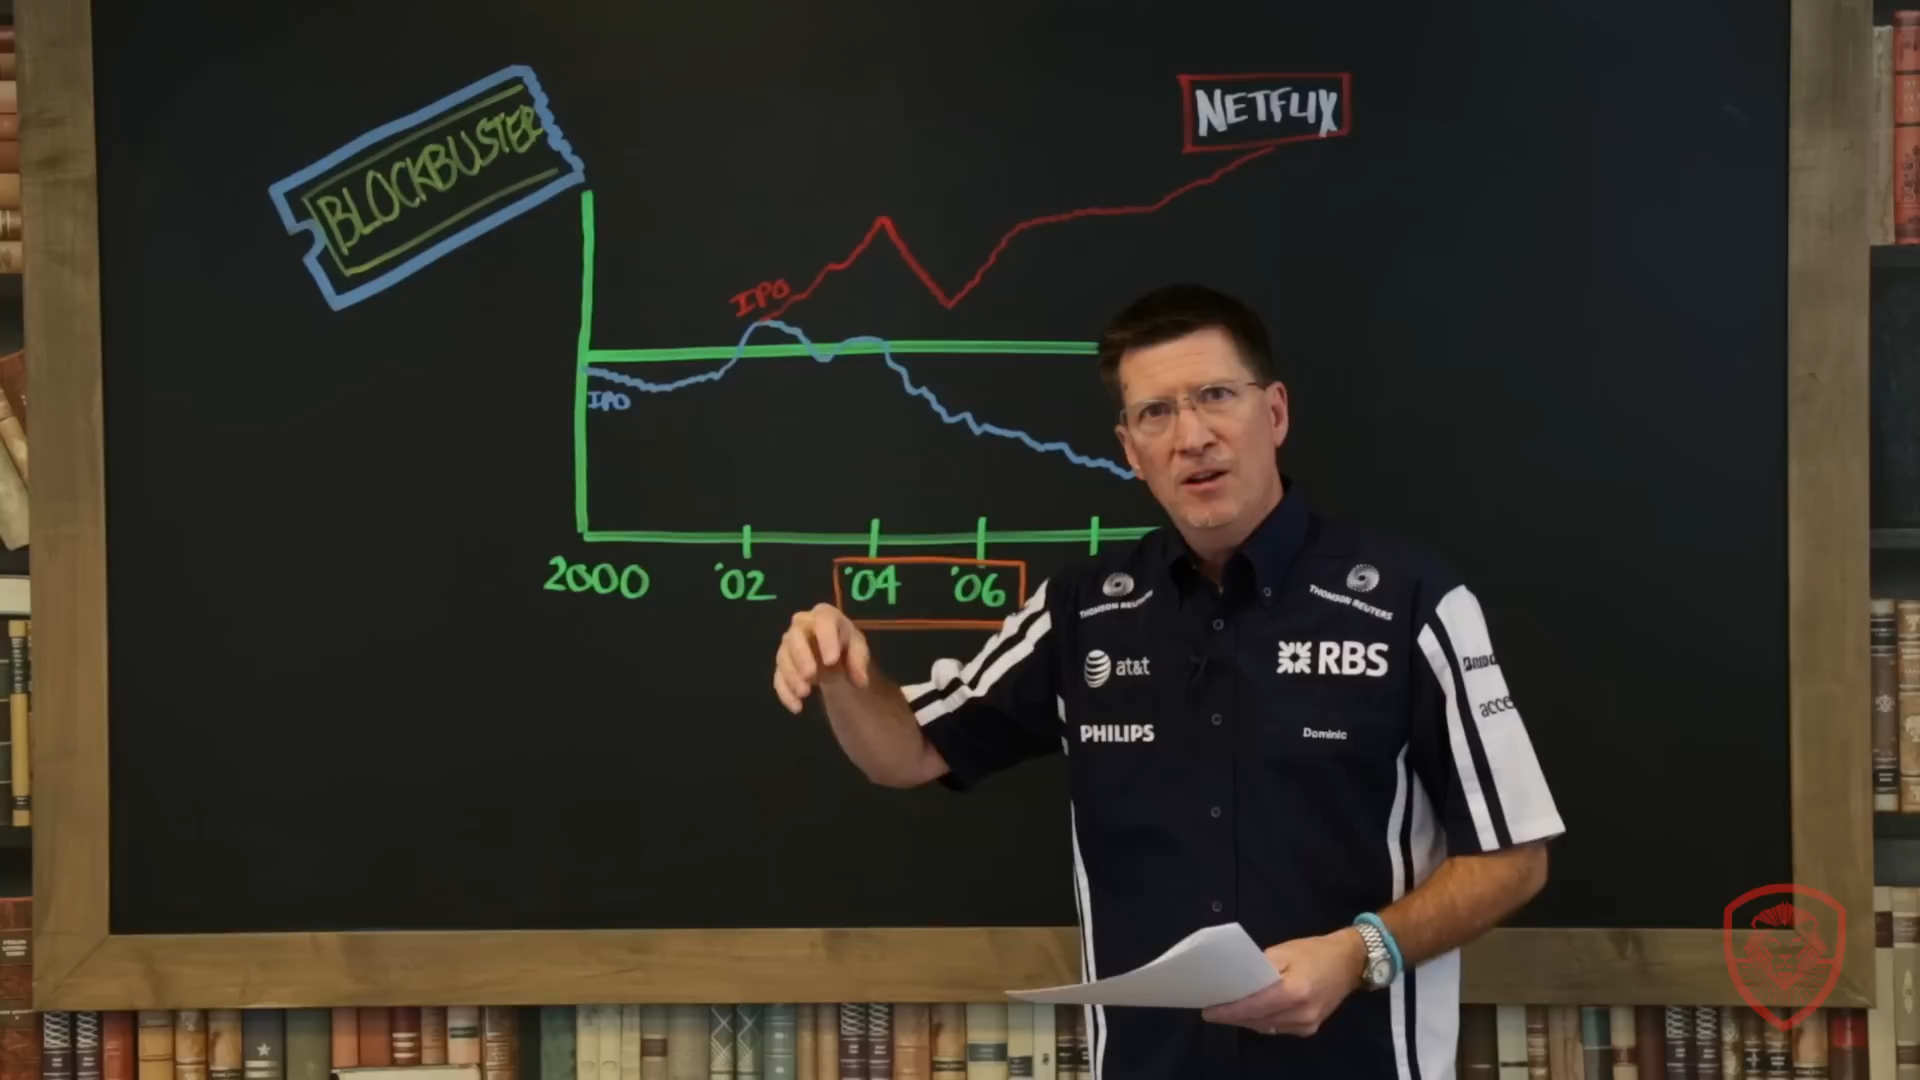 BLOCKBUSTER
NETFLIX
IPO
IPO
2000
'02
'04
'06
THOMSON REUTERS
THOMSON REUTERS
at&t
RBS
PHILIPS
Dominic